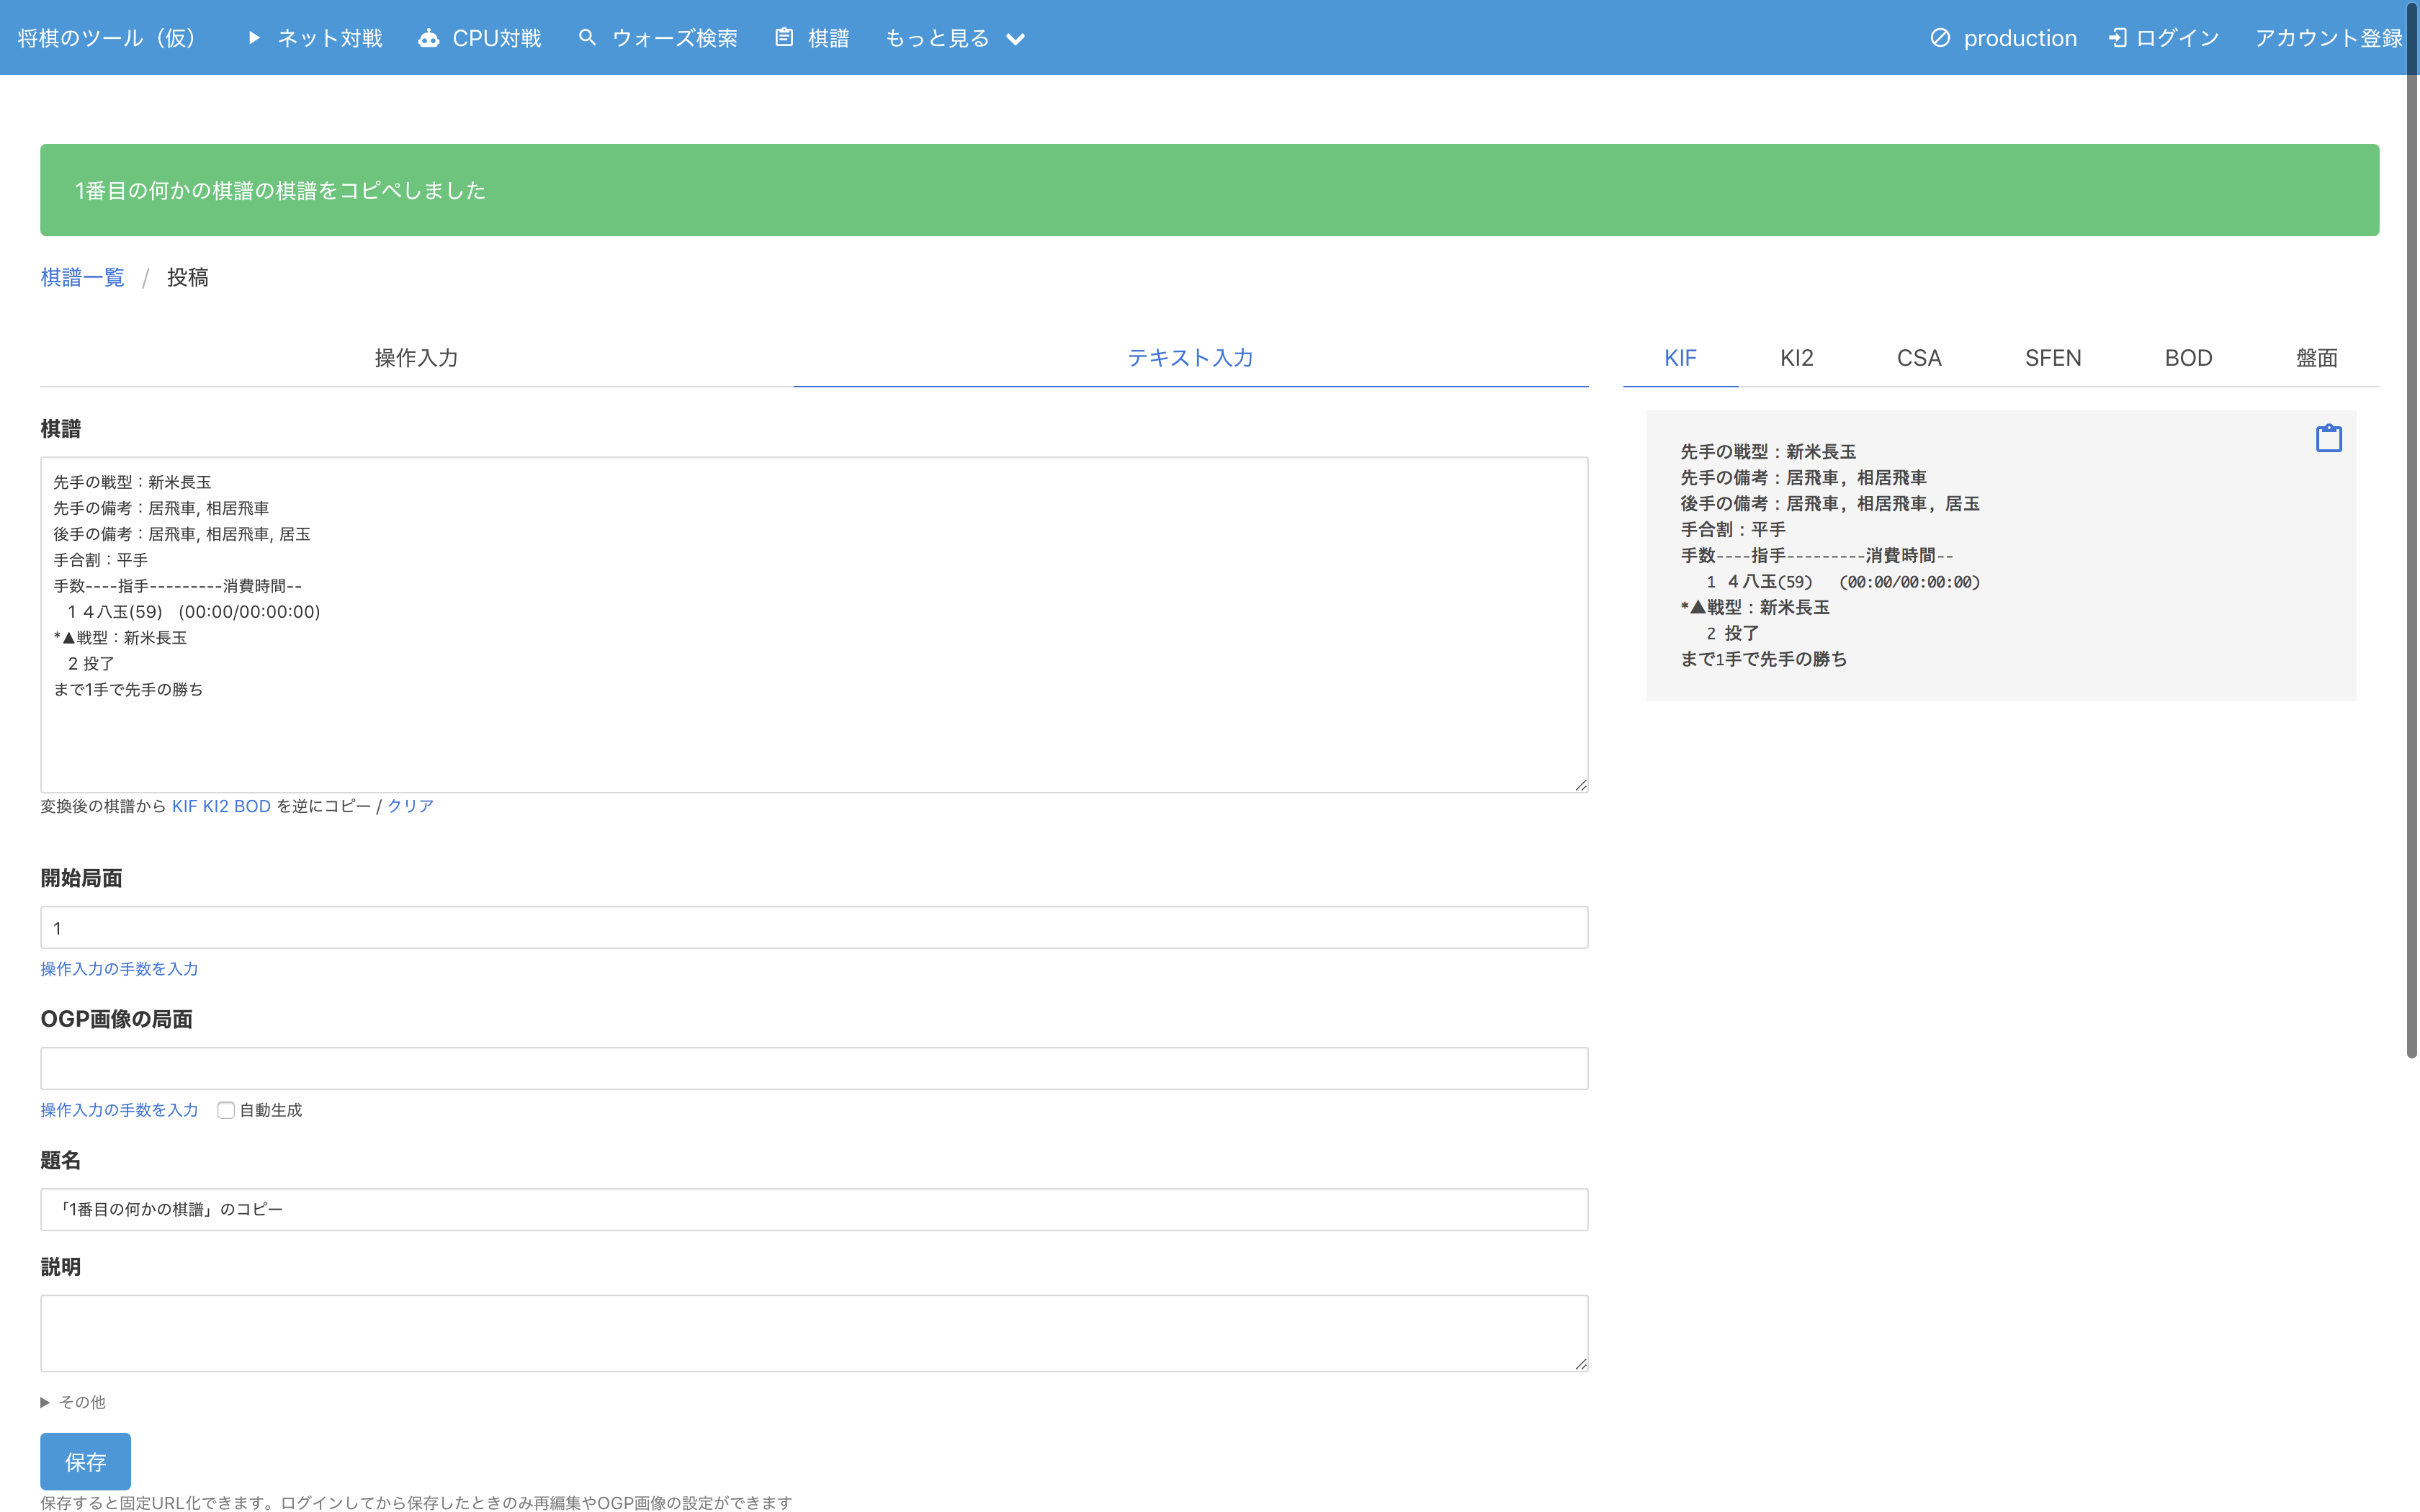 将棋のツール（仮） ネット対戦 CPU対戦 ウォーズ検索 棋譜 もっと見る production ログイン アカウント登録
1番目の何かの棋譜の棋譜をコピペしました
棋譜一覧 / 投稿
操作入力 テキスト入力
棋譜
先手の戦型：新米長玉
先手の備考：居飛車, 相居飛車
後手の備考：居飛車, 相居飛車, 居玉
手合割：平手
手数----指手---------消費時間--
1 ４八玉(59) (00:00/00:00:00)
*▲戦型：新米長玉
2 投了
まで1手で先手の勝ち
変換後の棋譜から KIF KI2 BOD を逆にコピー / クリア
開始局面
1
操作入力の手数を入力
OGP画像の局面
操作入力の手数を入力 自動生成
題名
「1番目の何かの棋譜」のコピー
説明
その他
保存
保存すると固定URL化できます。ログインしてから保存したときのみ再編集やOGP画像の設定ができます
KIF KI2 CSA SFEN BOD 盤面
先手の戦型：新米長玉
先手の備考：居飛車, 相居飛車
後手の備考：居飛車, 相居飛車, 居玉
手合割：平手
手数----指手---------消費時間--
1 ４八玉(59) (00:00/00:00:00)
*▲戦型：新米長玉
2 投了
まで1手で先手の勝ち